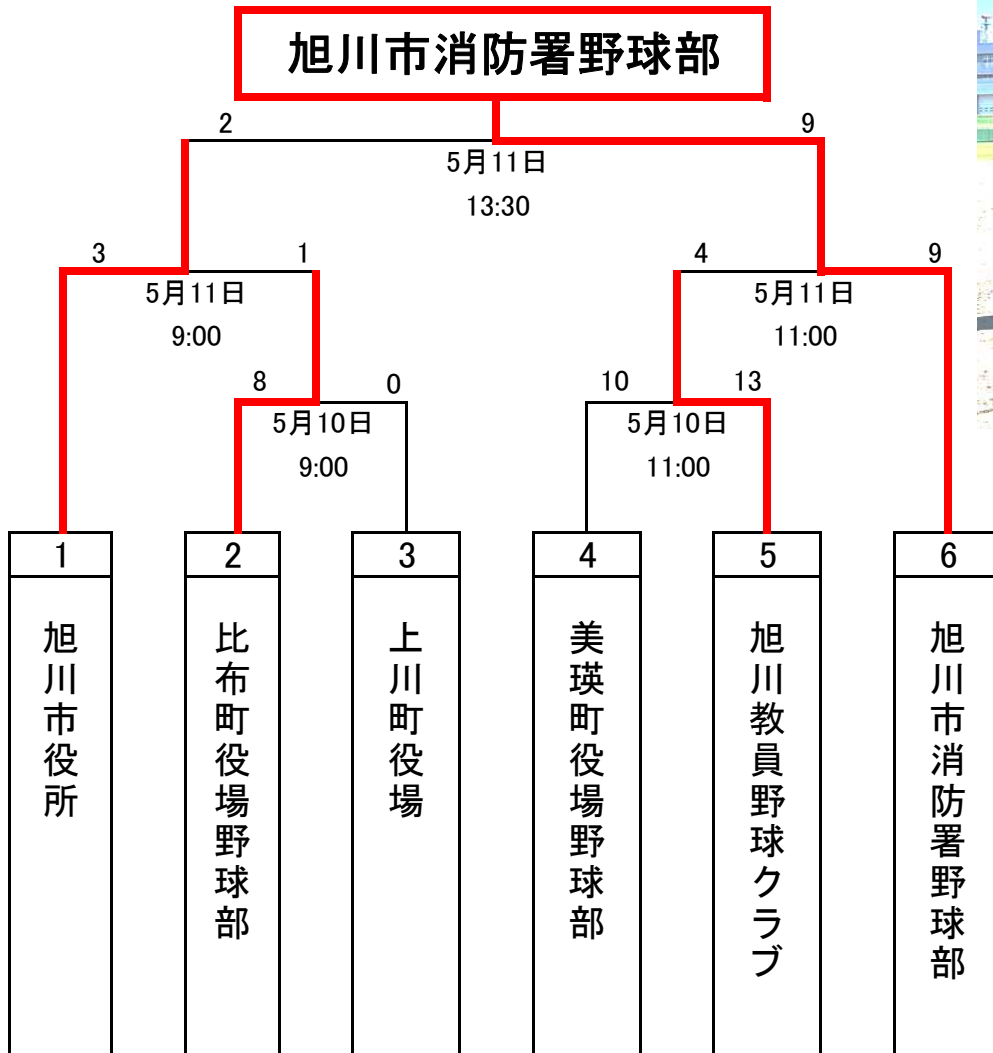 旭川市消防署野球部
2
9
5月11日
13:30
3
1
4
9
5月11日
9:00
5月11日
11:00
8
0
10
13
5月10日
9:00
5月10日
11:00
1
2
3
4
5
6
旭川市役所
比布町役場野球部
上川町役場
美瑛町役場野球部
旭川教員野球クラブ
旭川市消防署野球部